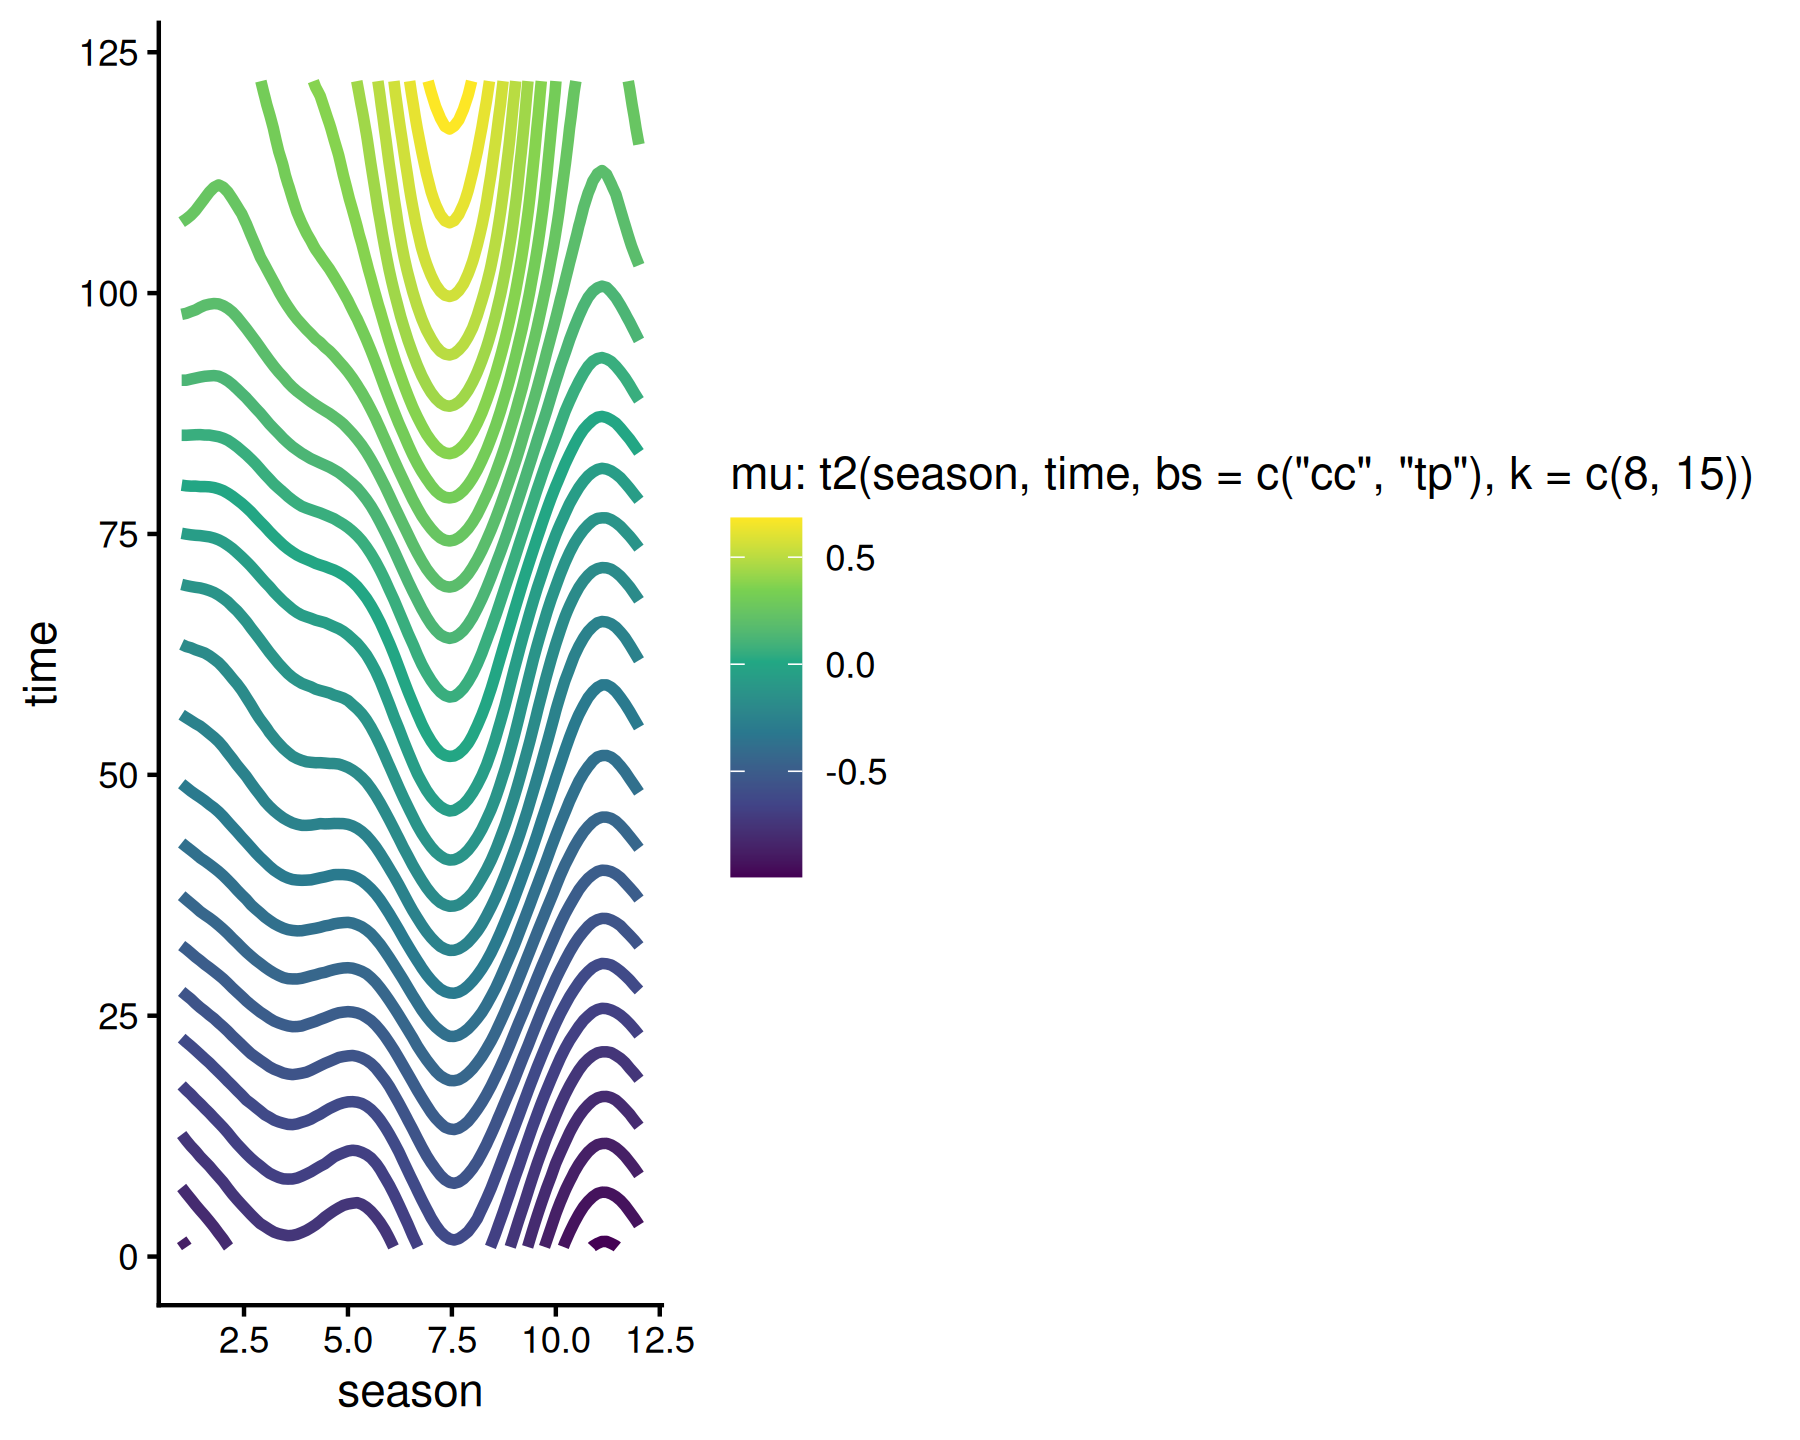 125
100
75
50
25
0
time
2.5 5.0 7.5 10.0 12.5
season
mu: t2(season, time, bs = c("cc", "tp"), k = c(8, 15))
0.5
0.0
-0.5